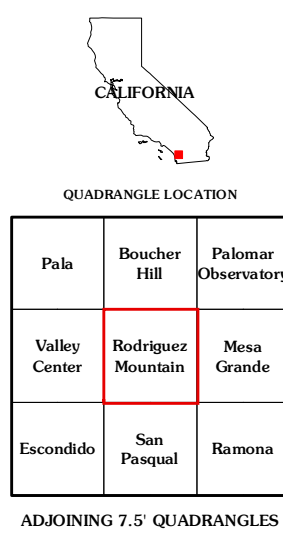 CALIFORNIA
QUADRANGLE LOCATION
Pala
Boucher
Hill
Palomar
Observatory
Valley
Center
Rodriguez
Mountain
Mesa
Grande
Escondido
San
Pasqual
Ramona
ADJOINING 7.5' QUADRANGLES